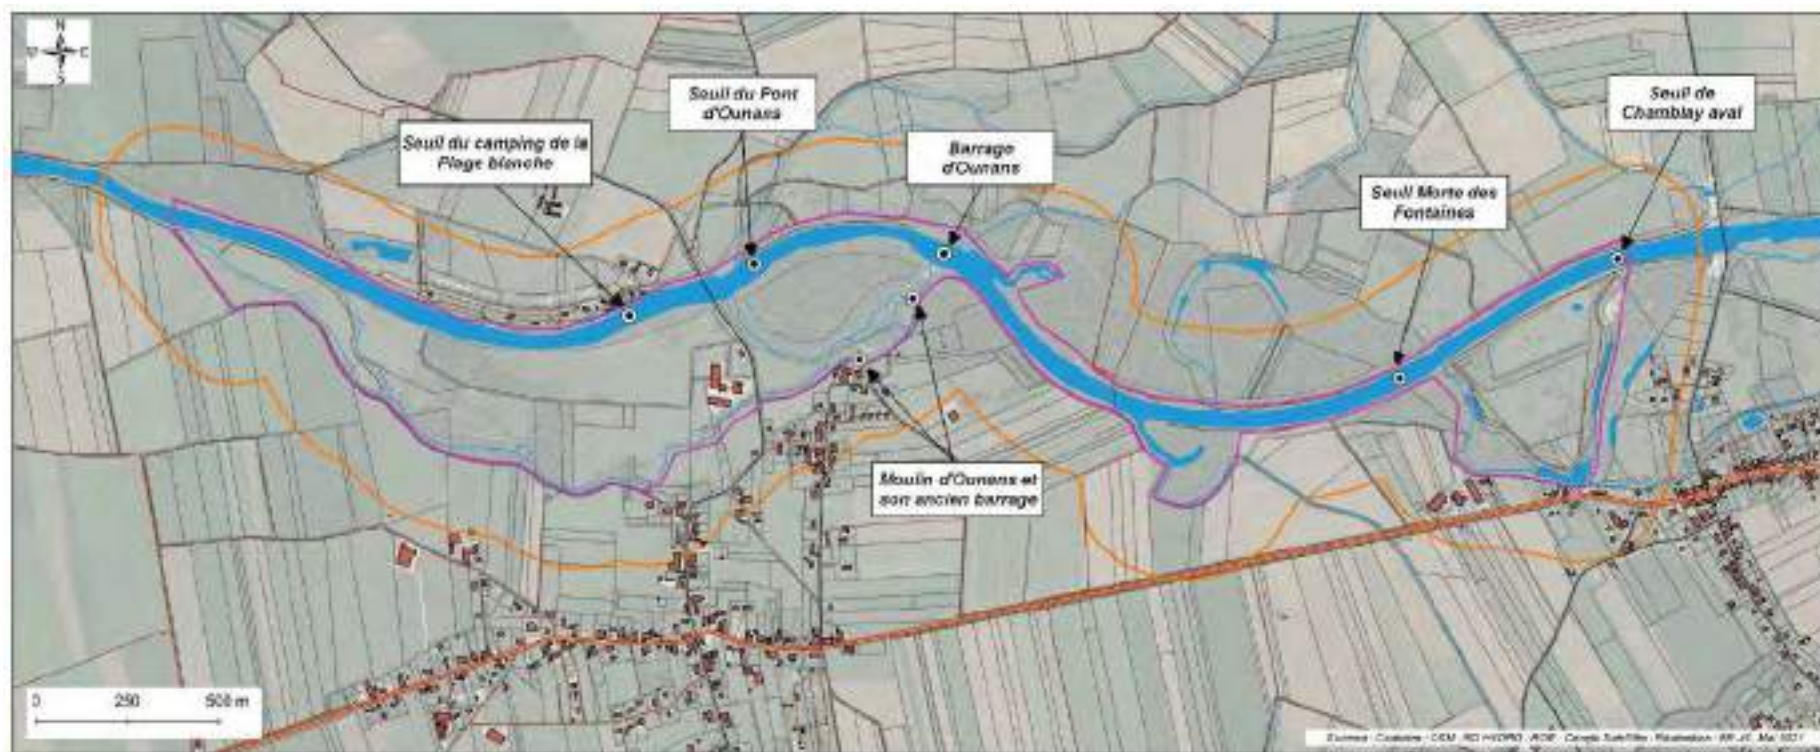 N
E
S
Seuil du Pont
d'Ounans
Seuil du camping de la
Plage blanche
Barrage
d'Ounans
Seuil Morte des
Fontaines
Seuil de
Chamblay aval
Moulin d'Ounans et
son ancien barrage
0 250 500 m